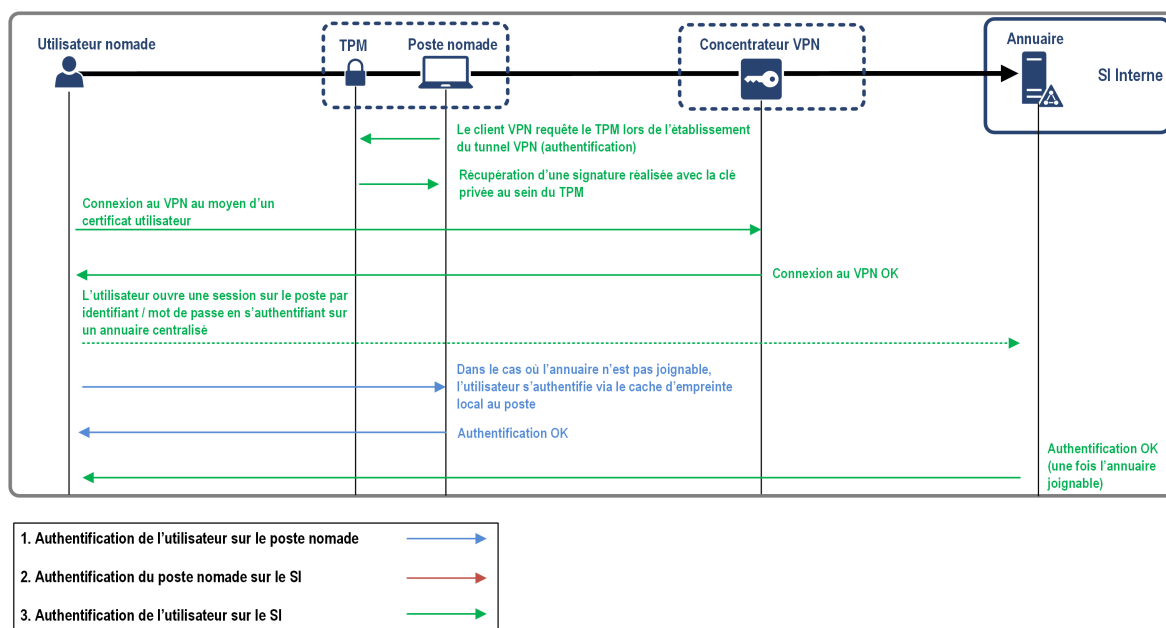 Utilisateur nomade
TPM
Poste nomade
Concentrateur VPN
Annuaire
SI Interne
Le client VPN requête le TPM lors de l'établissement
du tunnel VPN (authentification)
Récupération d'une signature réalisée avec la clé
privée au sein du TPM
Connexion au VPN au moyen d'un
certificat utilisateur
Connexion au VPN OK
L'utilisateur ouvre une session sur le poste par
identifiant / mot de passe en s'authentifiant sur
un annuaire centralisé
Dans le cas où l'annuaire n'est pas joignable,
l'utilisateur s'authentifie via le cache d'empreinte
local au poste
Authentification OK
Authentification OK
(une fois l'annuaire
joignable)
1. Authentification de l'utilisateur sur le poste nomade
2. Authentification du poste nomade sur le SI
3. Authentification de l'utilisateur sur le SI